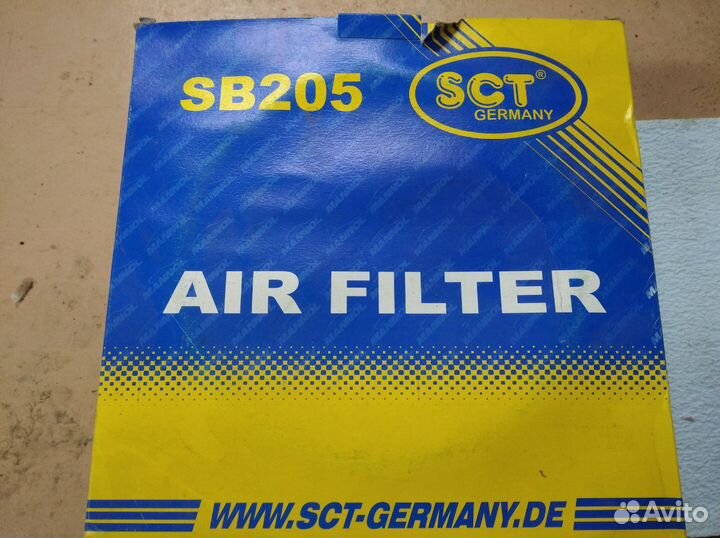 SB205
SCT®
GERMANY
AIR FILTER
WWW.SCT-GERMANY.DE
Avito